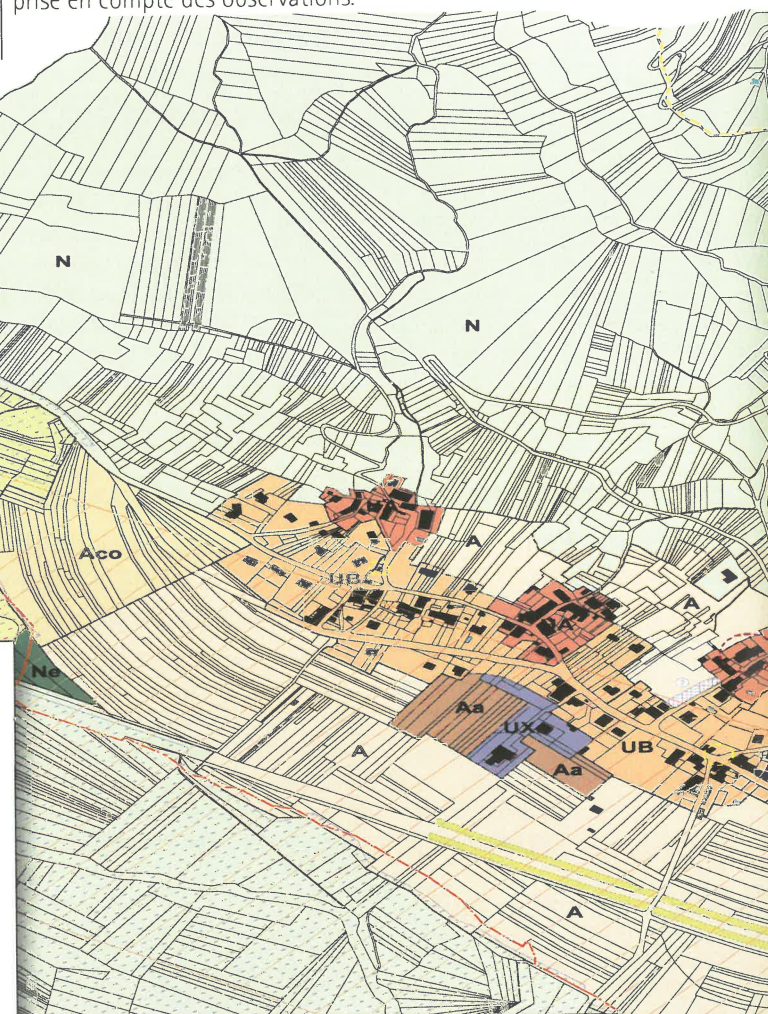 prise en compte des observations.
N
N
Aco
A
UB
UA
A
Ne
Aa
UX
A
UB
Aa
A